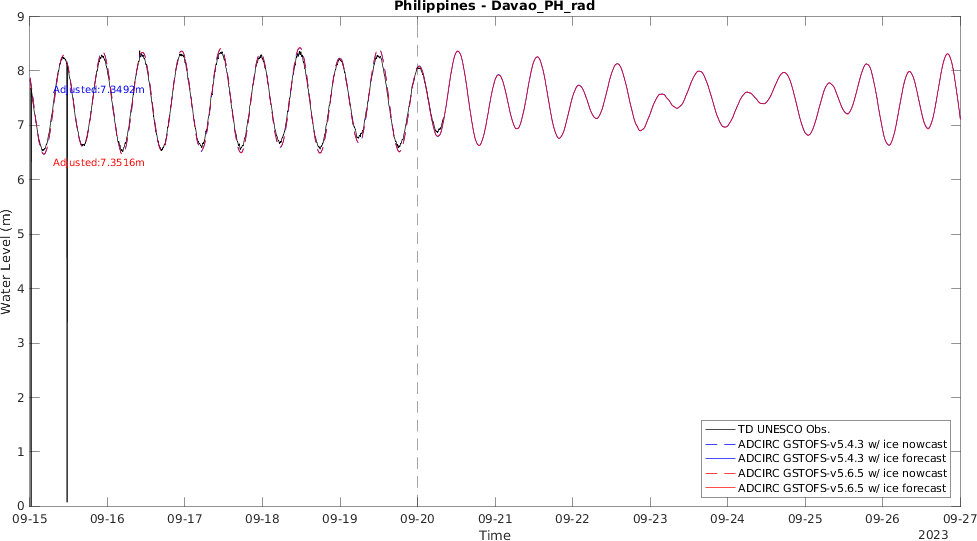 Philippines - Davao_PH_rad
9
8
7
6
5
4
3
2
1
0
Water Level (m)
Adjusted:7.3492m
Adjusted:7.3516m
TD UNESCO Obs.
ADCIRC GSTOFS-v5.4.3 w/ ice nowcast
ADCIRC GSTOFS-v5.4.3 w/ ice forecast
ADCIRC GSTOFS-v5.6.5 w/ ice nowcast
ADCIRC GSTOFS-v5.6.5 w/ ice forecast
09-15 09-16 09-17 09-18 09-19 09-20 09-21 09-22 09-23 09-24 09-25 09-26 09-27
Time
2023